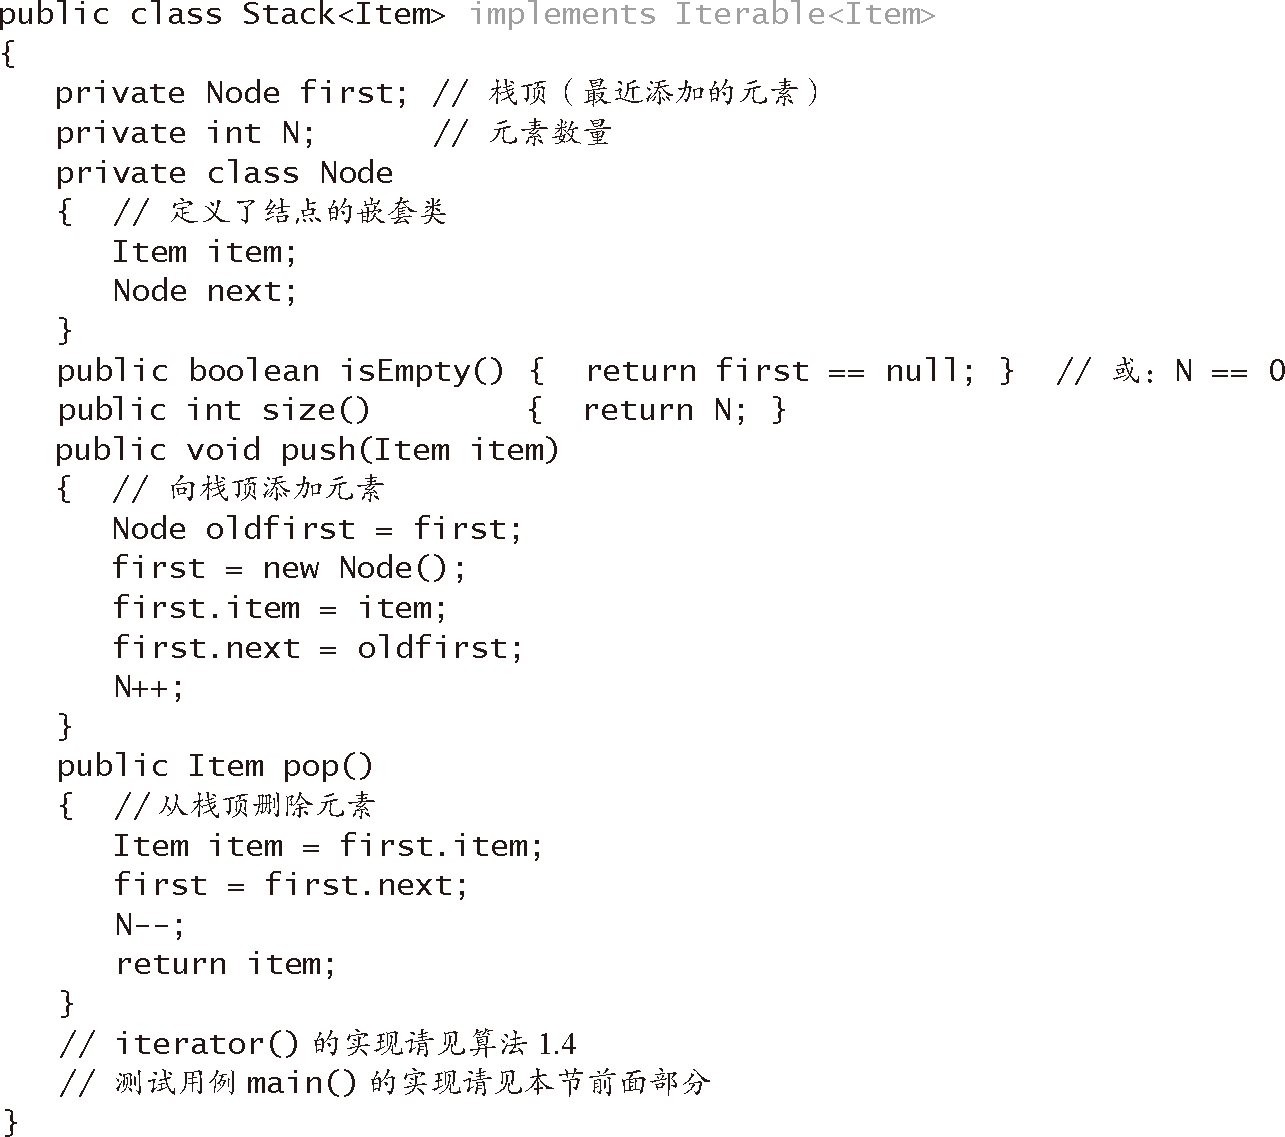 public class Stack<Item> implements Iterable<Item>
{
   private Node first; // 栈顶（最近添加的元素）
   private int N;      // 元素数量
   private class Node
   {  // 定义了结点的嵌套类
      Item item;
      Node next;
   }
   public boolean isEmpty() {  return first == null; }  // 或：N == 0
   public int size()        {  return N; }
   public void push(Item item)
   {  // 向栈顶添加元素
      Node oldfirst = first;
      first = new Node();
      first.item = item;
      first.next = oldfirst;
      N++;
   }
   public Item pop()
   {  //从栈顶删除元素
      Item item = first.item;
      first = first.next;
      N--;
      return item;
   }
   // iterator() 的实现请见算法 1.4
   // 测试用例 main() 的实现请见本节前面部分
}